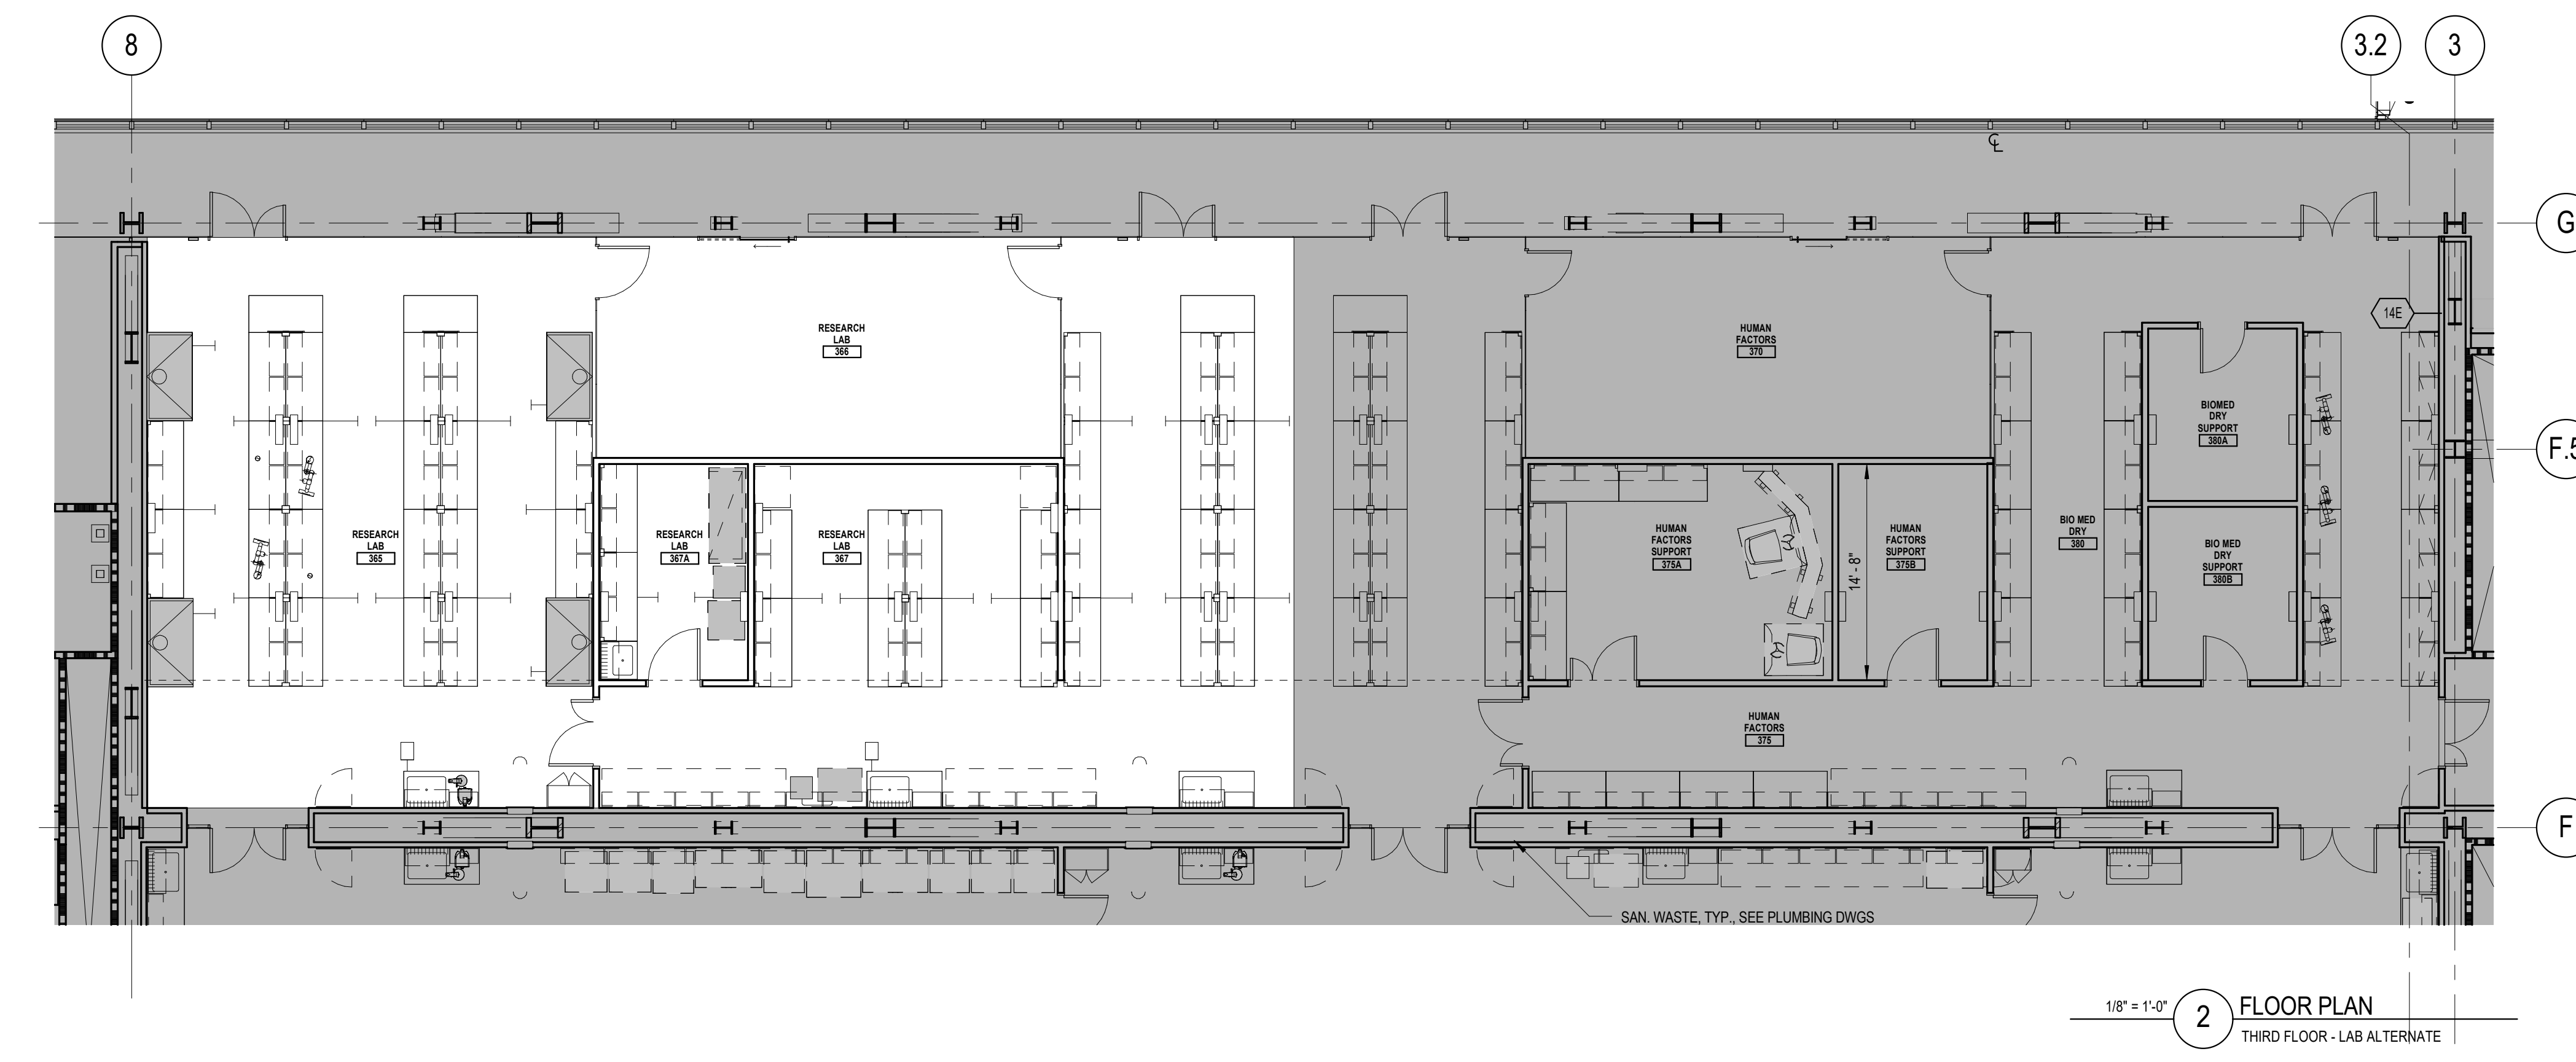 8
3.2
3
℄
G
RESEARCH
LAB
366
HUMAN
FACTORS
370
14E
BIOMED
DRY
SUPPORT
380A
F.5
RESEARCH
LAB
365
RESEARCH
LAB
367A
RESEARCH
LAB
367
HUMAN
FACTORS
SUPPORT
375A
14' - 8"
HUMAN
FACTORS
SUPPORT
375B
BIO MED
DRY
380
BIO MED
DRY
SUPPORT
380B
HUMAN
FACTORS
375
F
SAN. WASTE, TYP., SEE PLUMBING DWGS
1/8" = 1'-0"
2
FLOOR PLAN
THIRD FLOOR - LAB ALTERNATE